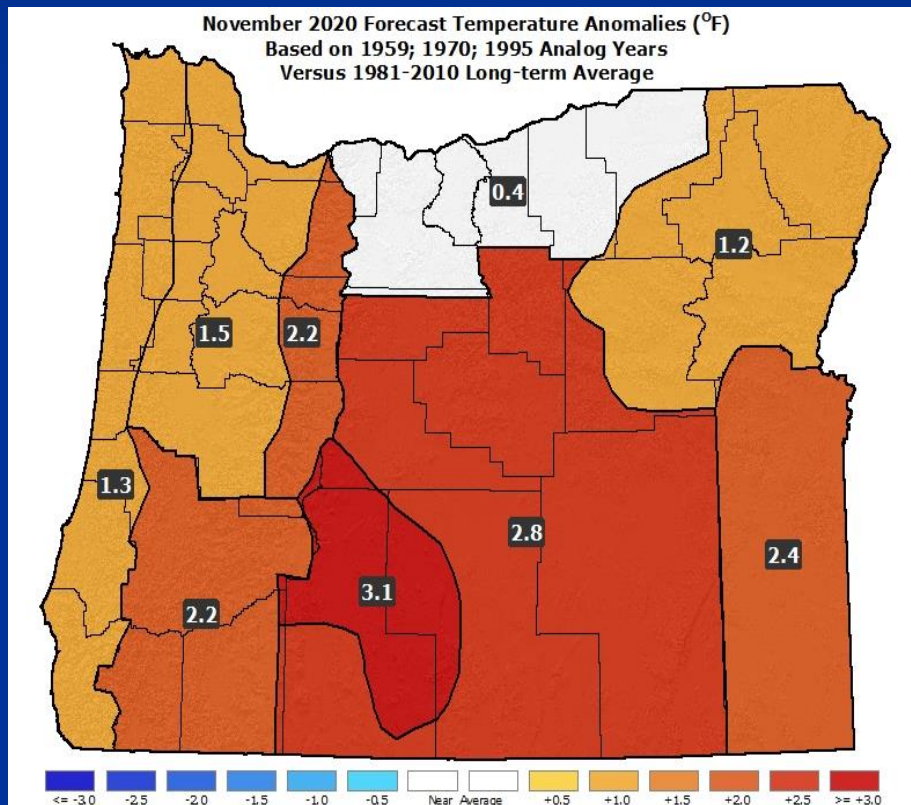 November 2020 Forecast Temperature Anomalies (°F)
Based on 1959; 1970; 1995 Analog Years
Versus 1981-2010 Long-term Average
0.4
1.2
1.5
2.2
1.3
2.8
2.4
3.1
2.2
<= -3.0 -2.5 -2.0 -1.5 -1.0 -0.5 Near Average +0.5 +1.0 +1.5 +2.0 +2.5 >= +3.0